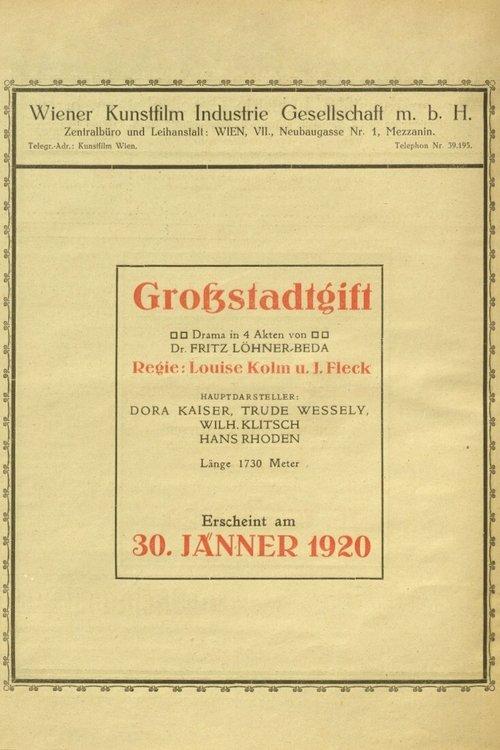 Wiener Kunstfilm Industrie Gesellschaft m. b. H.
Zentralbüro und Leihanstalt: WIEN, VII., Neubaugasse Nr. 1, Mezzanin.
Telegr.-Adr.: Kunstfilm Wien. Telephon Nr. 39.195.
Großstadtgift
Drama in 4 Akten von
Dr. FRITZ LÖHNER-BEDA
Regie: Louise Kolm u. J. Fleck
HAUPTDARSTELLER:
DORA KAISER, TRUDE WESSELY,
WILH. KLITSCH
HANS RHODEN
Länge 1730 Meter
Erscheint am
30. JÄNNER 1920